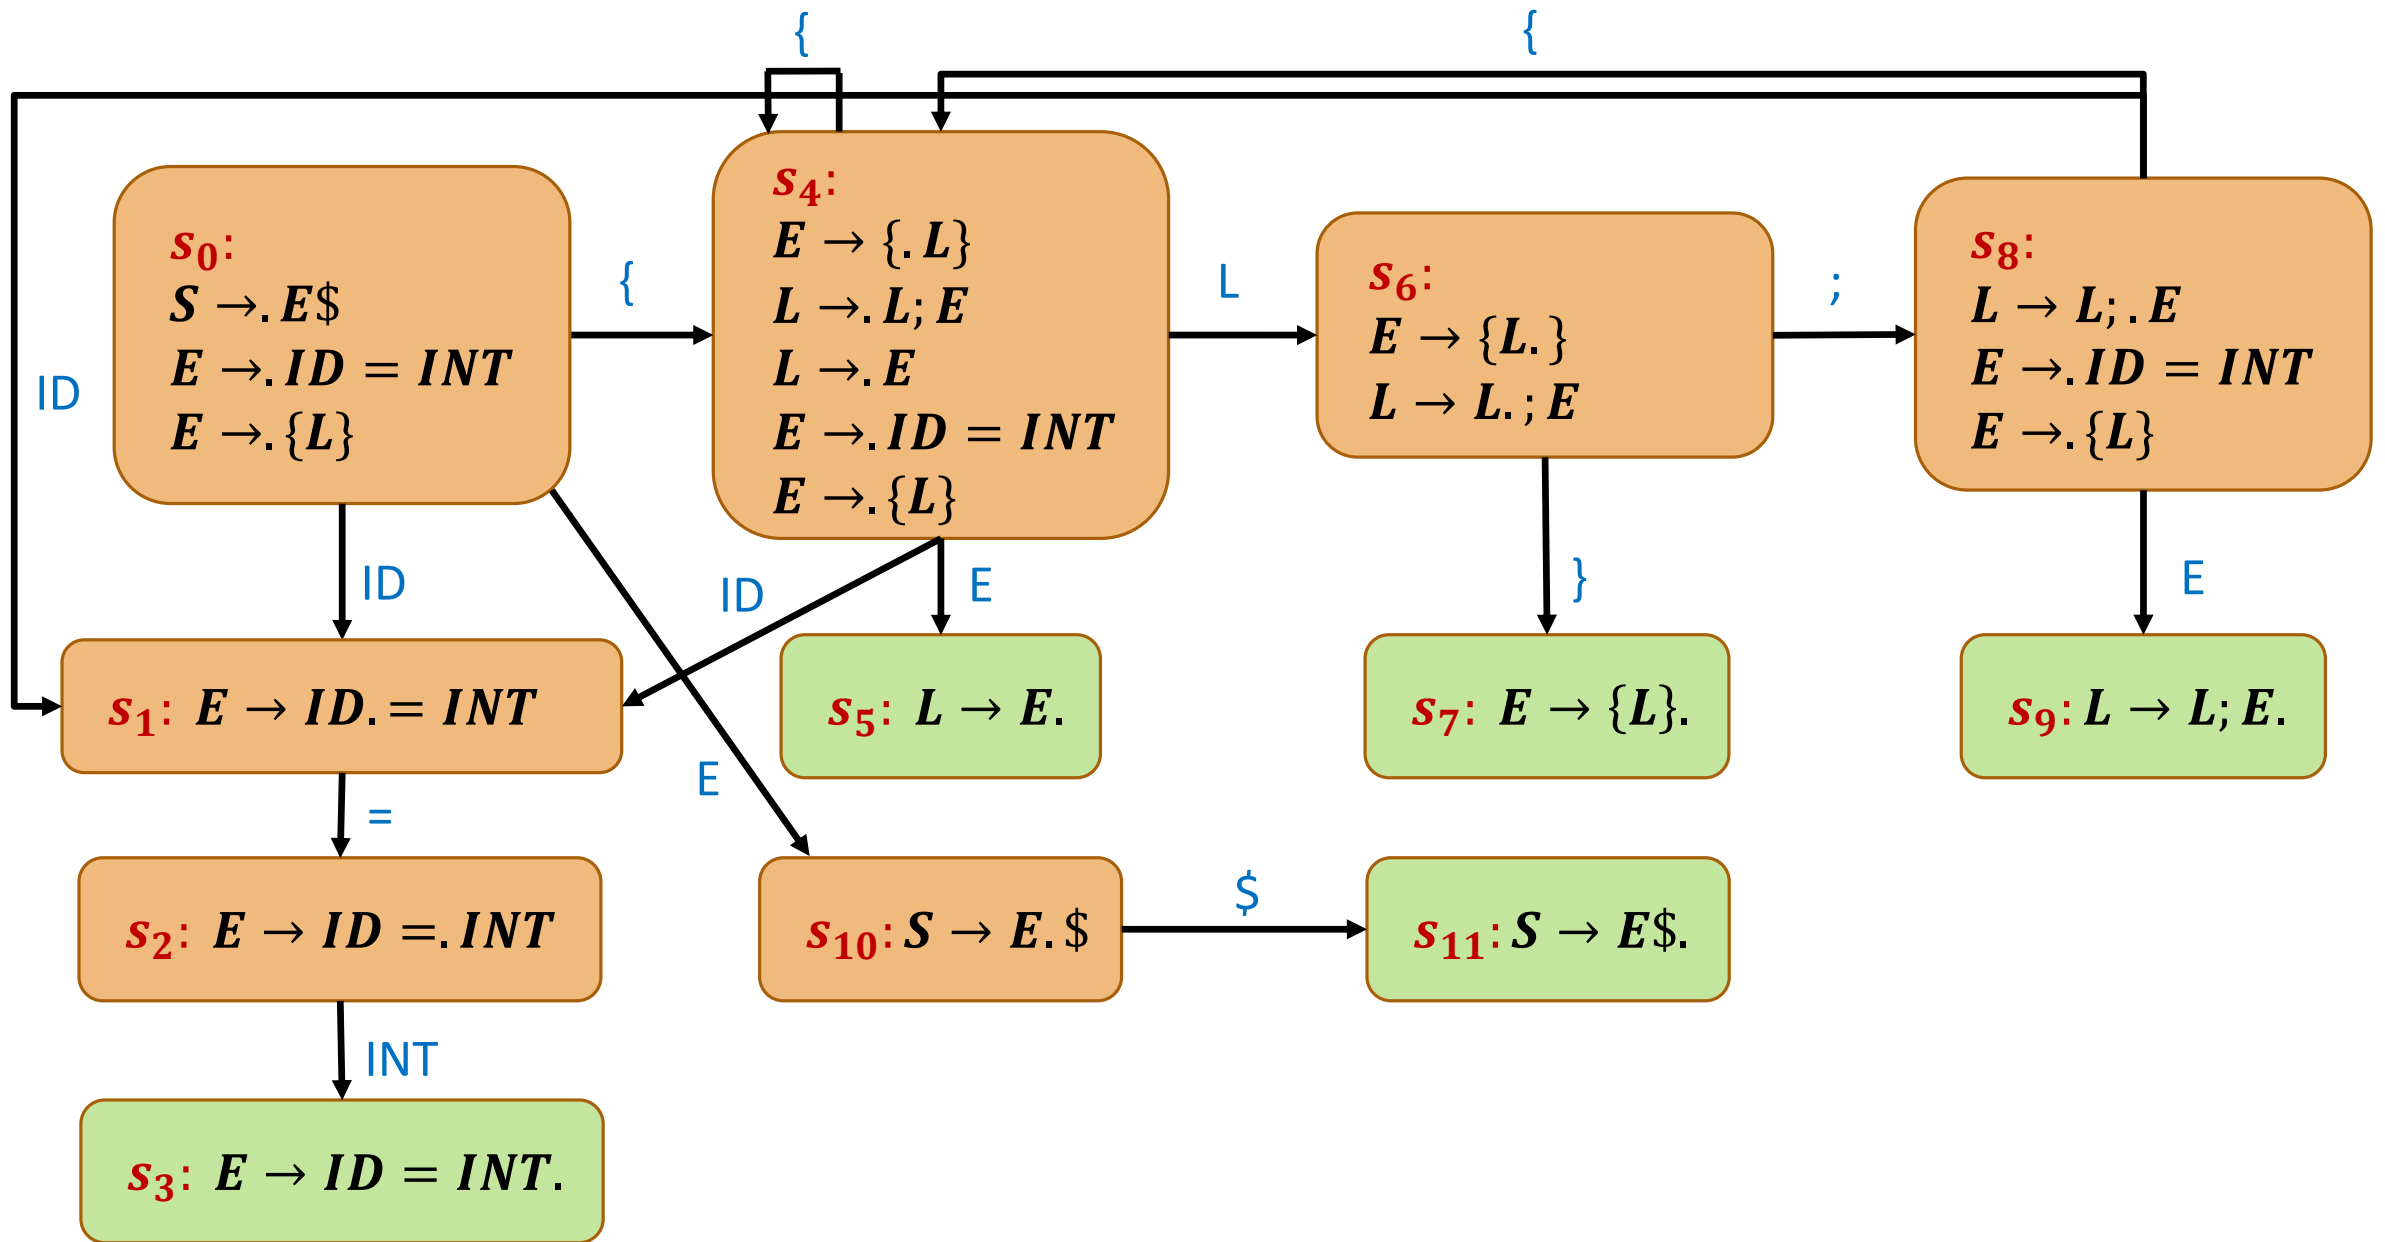 {
{
s₀:
S →. E$
E →. ID = INT
E →. {L}
{
s₄:
E → {. L}
L →. L; E
L →. E
E →. ID = INT
E →. {L}
L
s₆:
E → {L. }
L → L. ; E
;
s₈:
L → L; . E
E →. ID = INT
E →. {L}
ID
ID
ID
E
}
E
s₁: E → ID. = INT
s₅: L → E.
s₇: E → {L}.
s₉: L → L; E.
=
E
$
s₂: E → ID =. INT
s₁₀: S → E. $
s₁₁: S → E$.
INT
s₃: E → ID = INT.